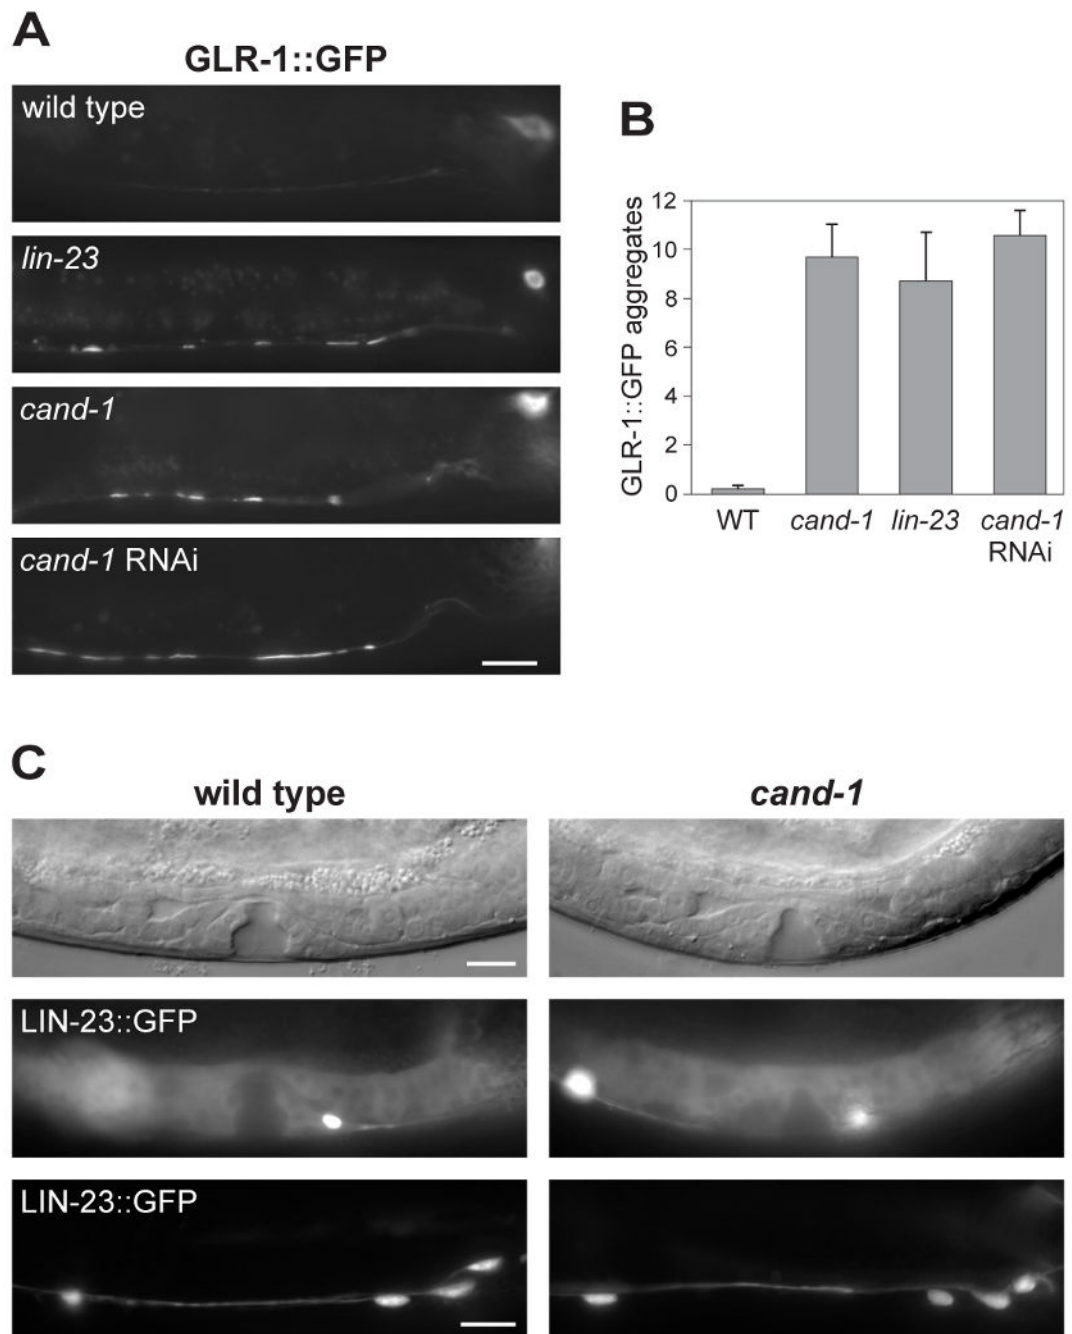 A
GLR-1::GFP
wild type
lin-23
cand-1
cand-1 RNAi
B
GLR-1::GFP aggregates
12
10
8
6
4
2
0
WT cand-1 lin-23 cand-1
RNAi
C
wild type cand-1
LIN-23::GFP
LIN-23::GFP